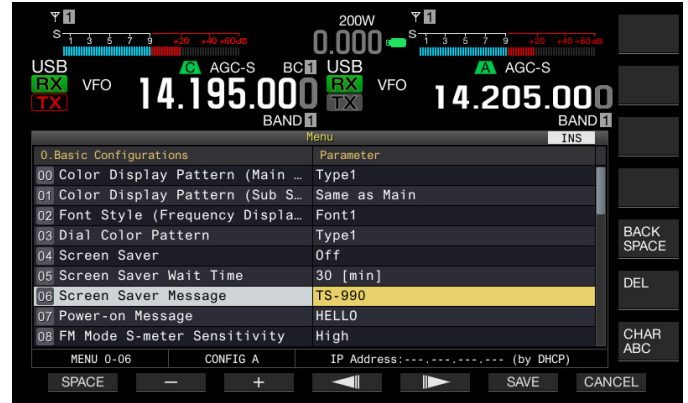 1 200W 1
S 1 3 5 7 9 +20 +40 +60dB 0.000 S 1 3 5 7 9 +20 +40 +60 dB
USB C AGC-S BC1 USB A AGC-S
RX VFO 14.195.000 RX VFO 14.205.000
TX TX
BAND1 BAND1
Menu INS
0.Basic Configurations Parameter
00 Color Display Pattern (Main … Type1
01 Color Display Pattern (Sub S… Same as Main
02 Font Style (Frequency Displa… Font1
03 Dial Color Pattern Type1
04 Screen Saver Off
05 Screen Saver Wait Time 30 [min]
06 Screen Saver Message TS-990
07 Power-on Message HELLO
08 FM Mode S-meter Sensitivity High
MENU 0-06 CONFIG A IP Address:---.---.---.--- (by DHCP)
BACK
SPACE
DEL
CHAR
ABC
SPACE − + SAVE CANCEL